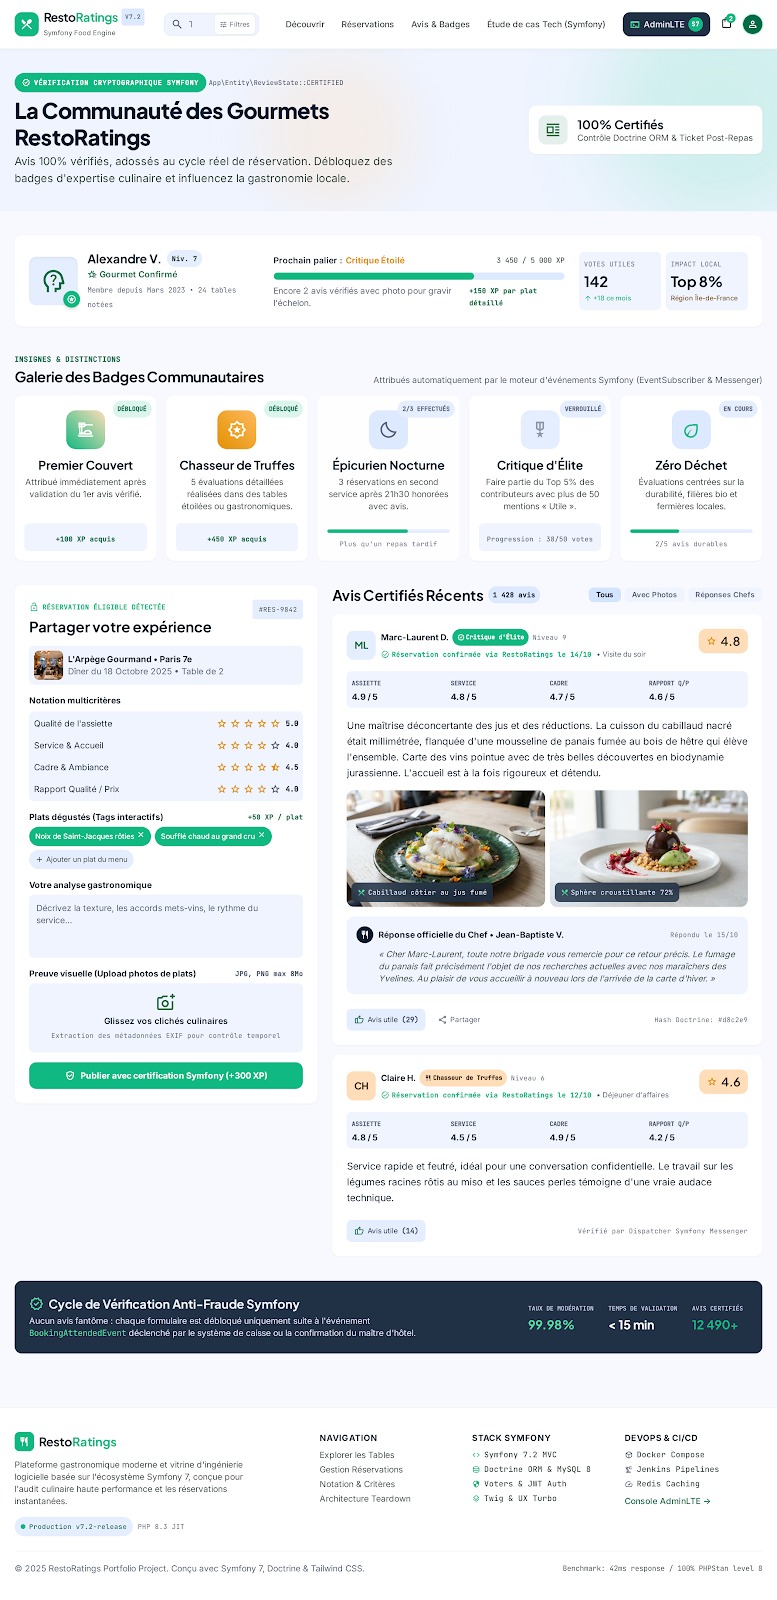 RestoRatings V7.2
Symfony Food Engine
1 Filtres
Découvrir Réservations Avis & Badges Étude de cas Tech (Symfony)
AdminLTE S7
2
VÉRIFICATION CRYPTOGRAPHIQUE SYMFONY App\Entity\ReviewState::CERTIFIED
La Communauté des Gourmets
RestoRatings
Avis 100% vérifiés, adossés au cycle réel de réservation. Débloquez des
badges d'expertise culinaire et influencez la gastronomie locale.
100% Certifiés
Contrôle Doctrine ORM & Ticket Post-Repas
Alexandre V. Niv. 7
Gourmet Confirmé
Membre depuis Mars 2023 • 24 tables
notées
Prochain palier : Critique Étoilé 3 450 / 5 000 XP
Encore 2 avis vérifiés avec photo pour gravir
l'échelon.
+150 XP par plat
détaillé
VOTES UTILES
142
↑ +18 ce mois
IMPACT LOCAL
Top 8%
Région Île-de-France
INSIGNES & DISTINCTIONS
Galerie des Badges Communautaires
Attribués automatiquement par le moteur d'événements Symfony (EventSubscriber & Messenger)
DÉBLOQUÉ
Premier Couvert
Attribué immédiatement après
validation du 1er avis vérifié.
+100 XP acquis
DÉBLOQUÉ
Chasseur de Truffes
5 évaluations détaillées
réalisées dans des tables
étoilées ou gastronomiques.
+450 XP acquis
2/3 EFFECTUÉS
Épicurien Nocturne
3 réservations en second
service après 21h30 honorées
avec avis.
Plus qu'un repas tardif
VERROUILLÉ
Critique d'Élite
Faire partie du Top 5% des
contributeurs avec plus de 50
mentions « Utile ».
Progression : 38/50 votes
EN COURS
Zéro Déchet
Évaluations centrées sur la
durabilité, filières bio et
fermières locales.
2/5 avis durables
RÉSERVATION ÉLIGIBLE DÉTECTÉE
Partager votre expérience
#RES-9842
L'Arpège Gourmand • Paris 7e
Dîner du 18 Octobre 2025 • Table de 2
Notation multicritères
Qualité de l'assiette 5.0
Service & Accueil 4.0
Cadre & Ambiance 4.5
Rapport Qualité / Prix 4.0
Plats dégustés (Tags interactifs) +50 XP / plat
Noix de Saint-Jacques rôties ✕ Soufflé chaud au grand cru ✕
+ Ajouter un plat du menu
Votre analyse gastronomique
Décrivez la texture, les accords mets-vins, le rythme du
service...
Preuve visuelle (Upload photos de plats) JPG, PNG max 8Mo
Glissez vos clichés culinaires
Extraction des métadonnées EXIF pour contrôle temporel
Publier avec certification Symfony (+300 XP)
Avis Certifiés Récents 1 428 avis
Tous Avec Photos Réponses Chefs
ML
Marc-Laurent D. Critique d'Élite Niveau 9
Réservation confirmée via RestoRatings le 14/10 • Visite du soir
4.8
ASSIETTE SERVICE CADRE RAPPORT Q/P
4.9/5 4.8/5 4.7/5 4.6/5
Une maîtrise déconcertante des jus et des réductions. La cuisson du cabillaud nacré
était millimétrée, flanquée d'une mousseline de panais fumée au bois de hêtre qui élève
l'ensemble. Carte des vins pointue avec de très belles découvertes en biodynamie
jurassienne. L'accueil est à la fois rigoureux et détendu.
Cabillaud côtier au jus fumé
Sphère croustillante 72%
Réponse officielle du Chef • Jean-Baptiste V. Répondu le 15/10
« Cher Marc-Laurent, toute notre brigade vous remercie pour ce retour précis. Le fumage
du panais fait précisément l'objet de nos recherches actuelles avec nos maraîchers des
Yvelines. Au plaisir de vous accueillir à nouveau lors de l'arrivée de la carte d'hiver. »
Avis utile (29) Partager Hash Doctrine: #d8c2e9
CH
Claire H. Chasseur de Truffes Niveau 6
Réservation confirmée via RestoRatings le 12/10 • Déjeuner d'affaires
4.6
ASSIETTE SERVICE CADRE RAPPORT Q/P
4.8/5 4.5/5 4.9/5 4.2/5
Service rapide et feutré, idéal pour une conversation confidentielle. Le travail sur les
légumes racines rôtis au miso et les sauces perles témoigne d'une vraie audace
technique.
Avis utile (14) Vérifié par Dispatcher Symfony Messenger
Cycle de Vérification Anti-Fraude Symfony
Aucun avis fantôme : chaque formulaire est débloqué uniquement suite à l'événement
BookingAttendedEvent déclenché par le système de caisse ou la confirmation du maître d'hôtel.
TAUX DE MODÉRATION
99.98%
TEMPS DE VALIDATION
< 15 min
AVIS CERTIFIÉS
12 490+
RestoRatings
Plateforme gastronomique moderne et vitrine d'ingénierie
logicielle basée sur l'écosystème Symfony 7, conçue pour
l'audit culinaire haute performance et les réservations
instantanées.
Production v7.2-release PHP 8.3 JIT
NAVIGATION
Explorer les Tables
Gestion Réservations
Notation & Critères
Architecture Teardown
STACK SYMFONY
Symfony 7.2 MVC
Doctrine ORM & MySQL 8
Voters & JWT Auth
Twig & UX Turbo
DEVOPS & CI/CD
Docker Compose
Jenkins Pipelines
Redis Caching
Console AdminLTE →
© 2025 RestoRatings Portfolio Project. Conçu avec Symfony 7, Doctrine & Tailwind CSS.
Benchmark: 42ms response / 100% PHPStan level 8